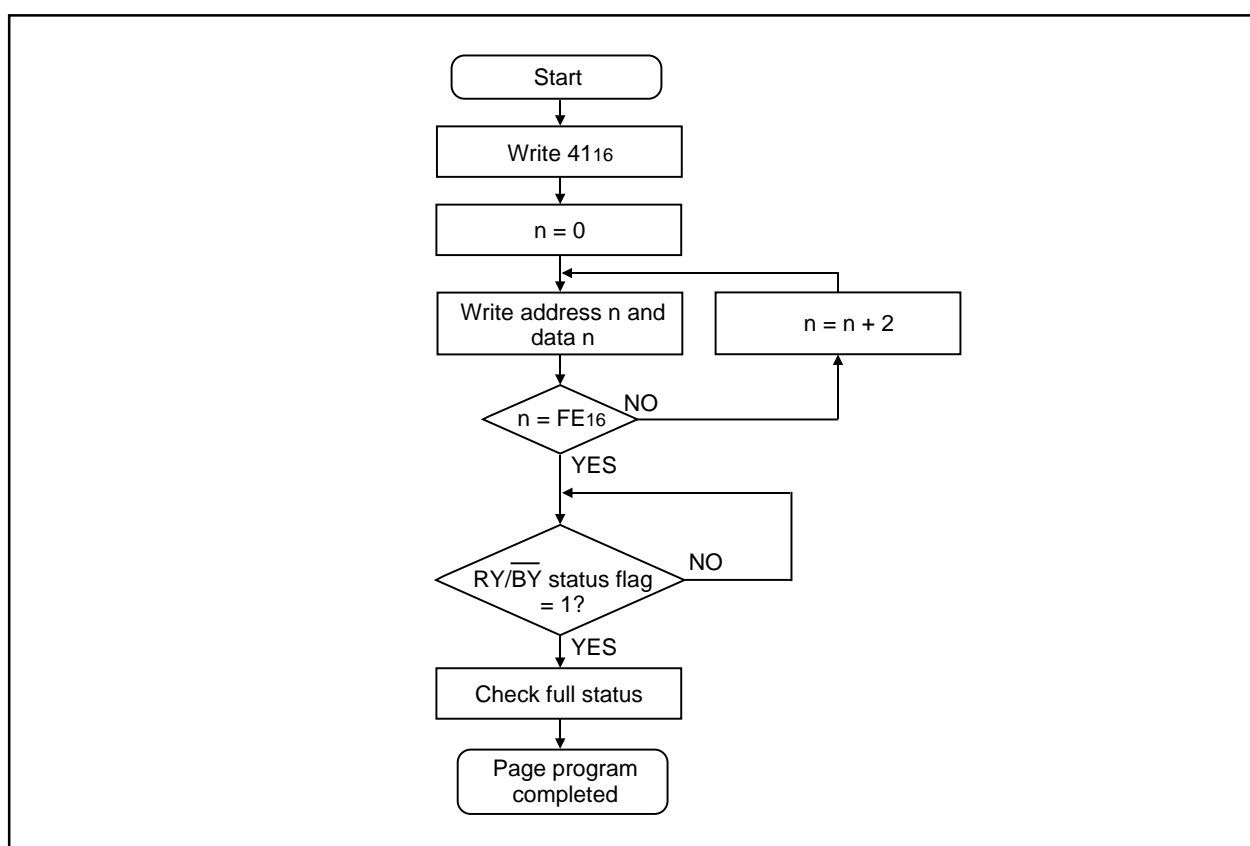 Start
Write 4116
n = 0
Write address n and
data n
n = n + 2
n = FE16
NO
YES
RY/B̅Y̅ status flag
= 1?
NO
YES
Check full status
Page program
completed